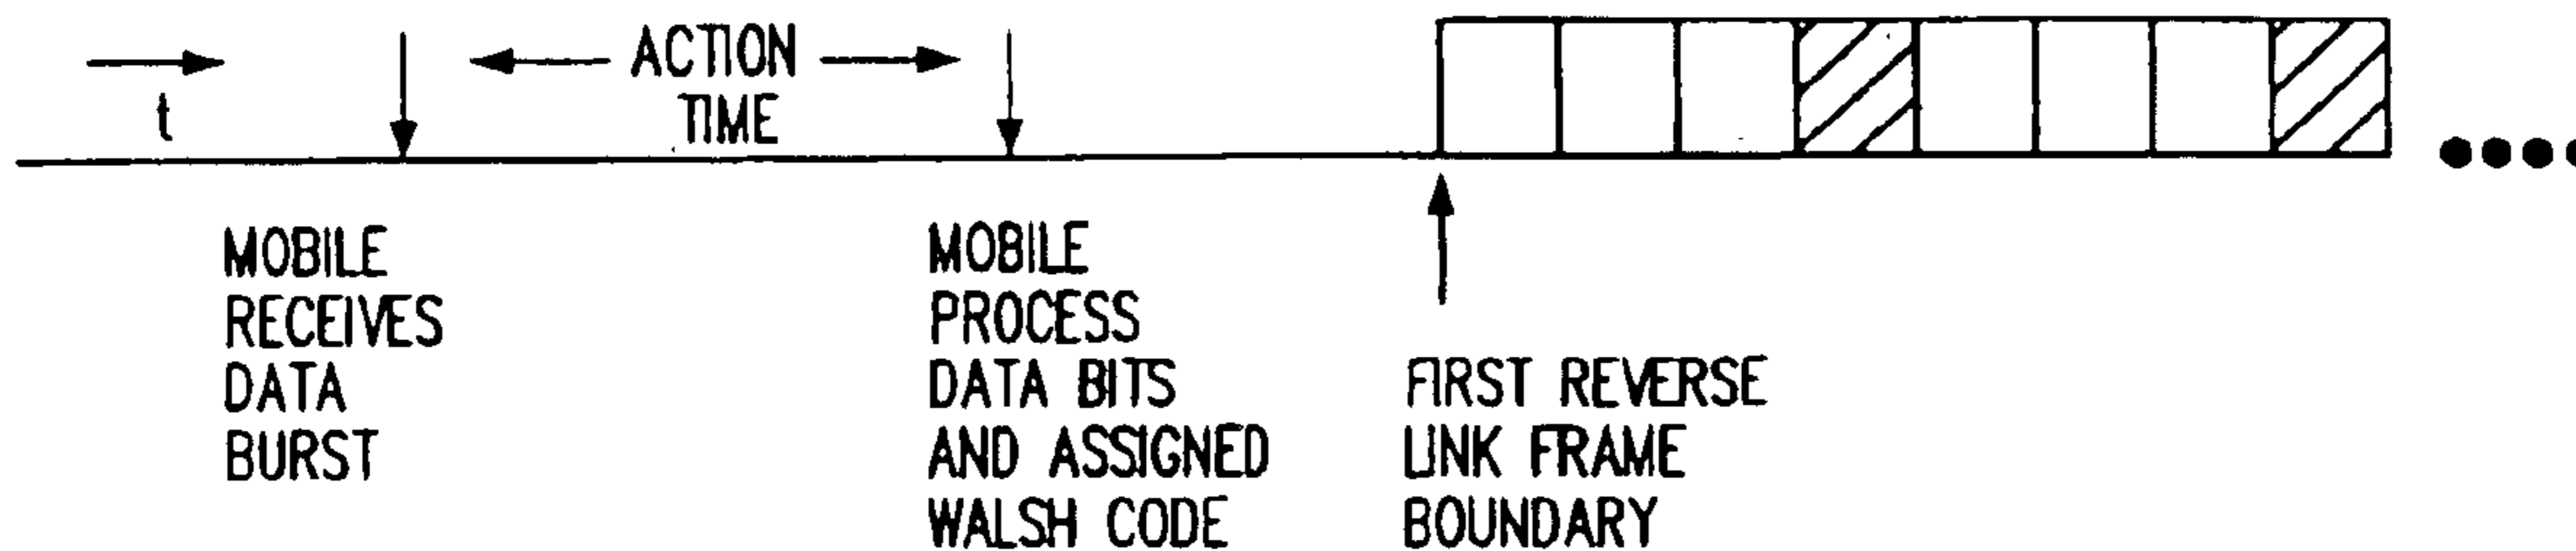 ACTION
TIME
t
MOBILE
RECEIVES
DATA
BURST
MOBILE
PROCESS
DATA BITS
AND ASSIGNED
WALSH CODE
FIRST REVERSE
LINK FRAME
BOUNDARY